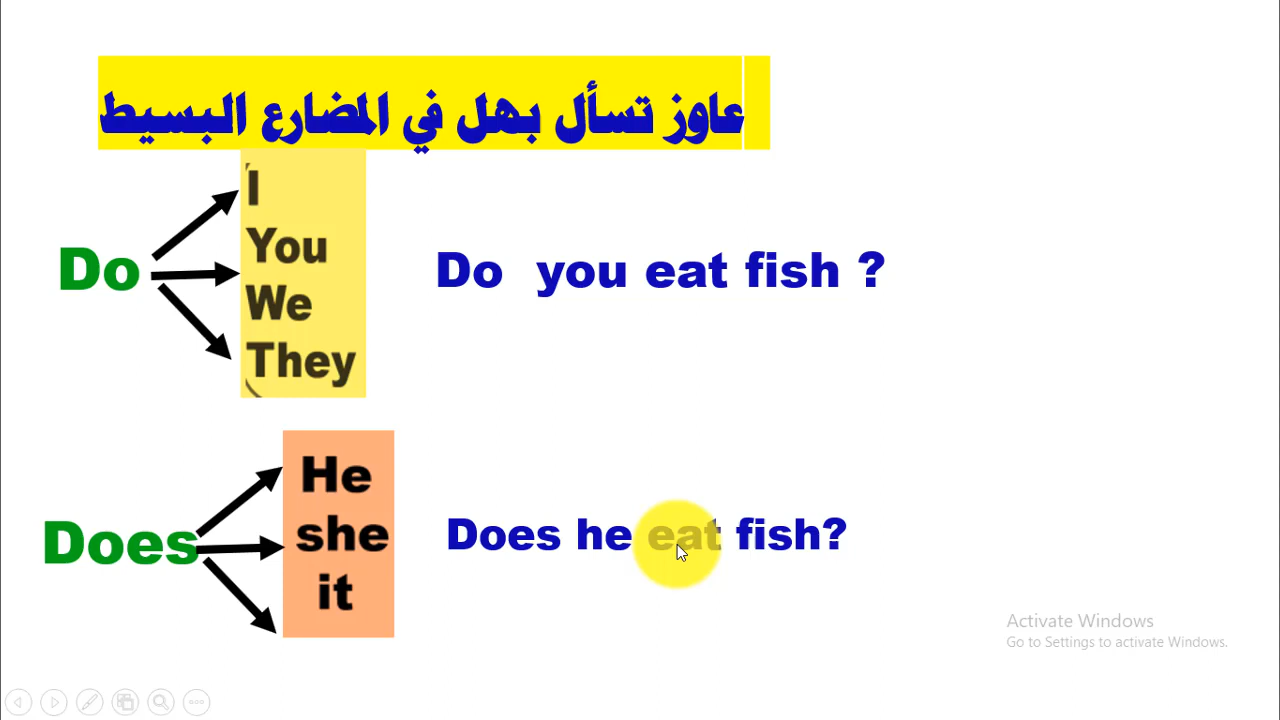 عاوز تسأل بهل في المضارع البسيط
Do
I
You
We
They
Do you eat fish ?
Does
He
she
it
Does he eat fish?
Activate Windows
Go to Settings to activate Windows.